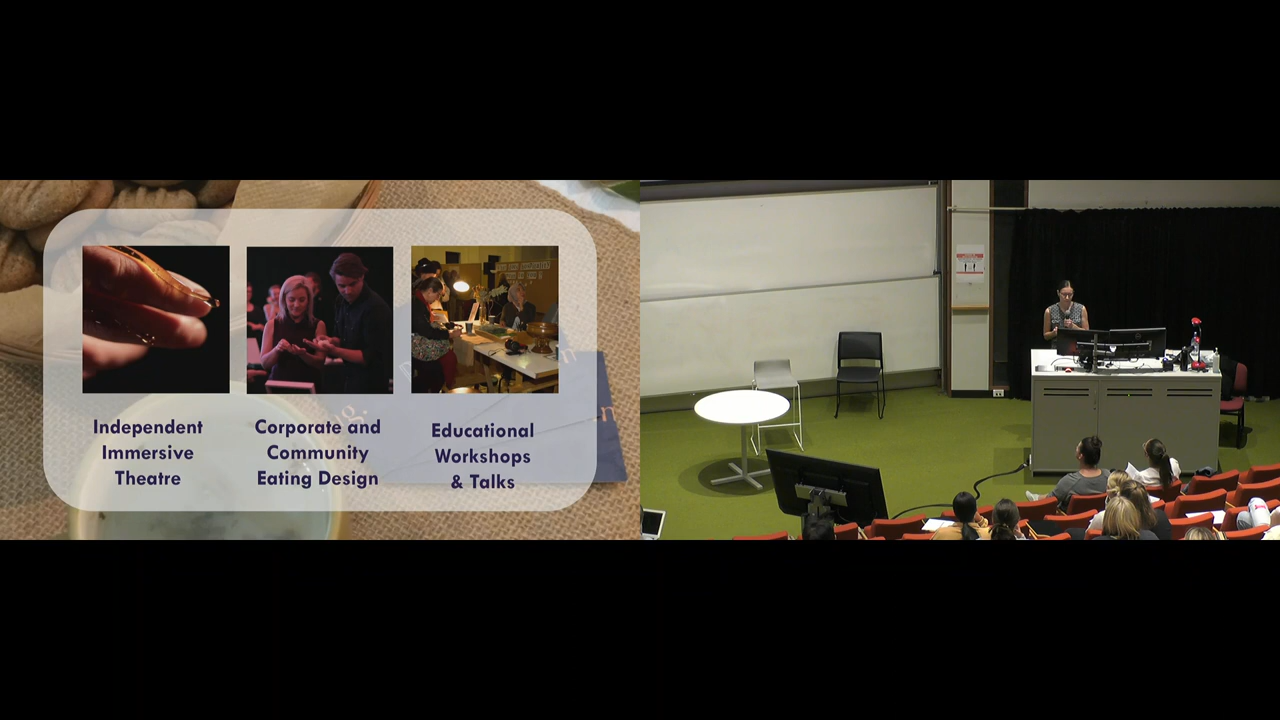 Independent
Immersive
Theatre
Corporate and
Community
Eating Design
Educational
Workshops
& Talks